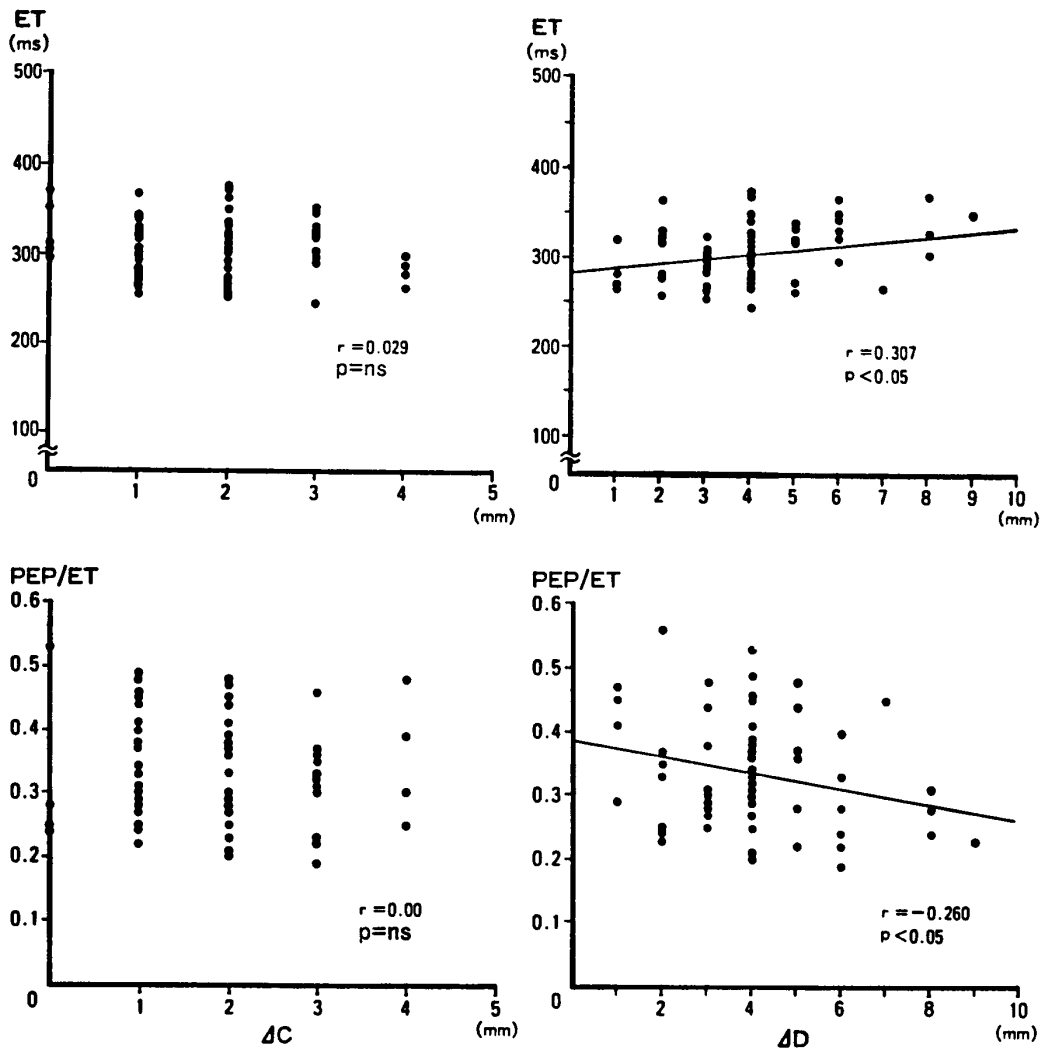 ET
(ms)
500
400
300
200
100
0
1
2
3
4
5
(mm)
r = 0.029
p=ns
ET
(ms)
500
400
300
200
100
0
1 2 3 4 5 6 7 8 9 10
(mm)
r = 0.307
p < 0.05
PEP/ET
0.6
0.5
0.4
0.3
0.2
0.1
0
1
2
3
4
5
(mm)
ΔC
r = 0.00
p=ns
PEP/ET
0.6
0.5
0.4
0.3
0.2
0.1
0
2 4 6 8 10
(mm)
ΔD
r = -0.260
p < 0.05